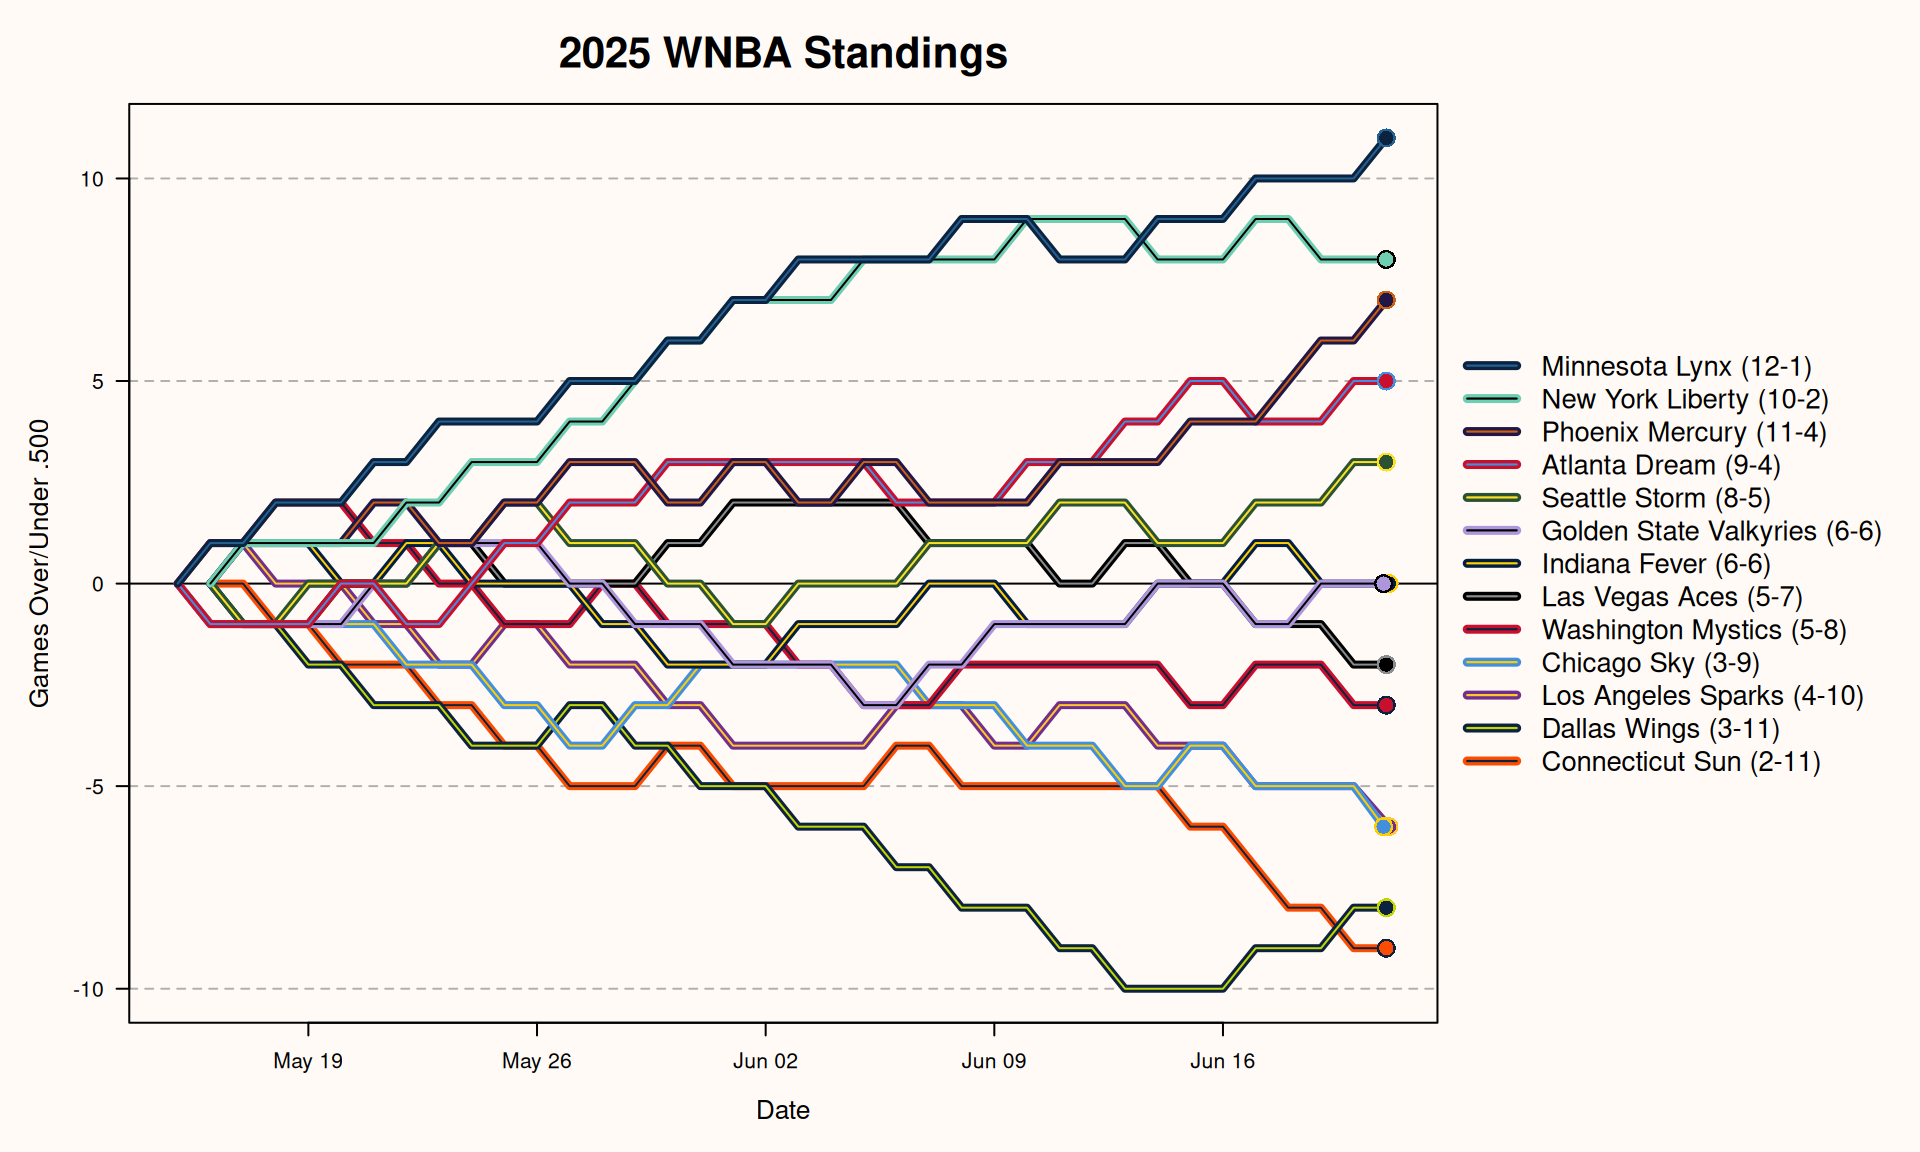 2025 WNBA Standings
Games Over/Under .500
10
5
0
-5
-10
May 19
May 26
Jun 02
Jun 09
Jun 16
Date
Minnesota Lynx (12-1)
New York Liberty (10-2)
Phoenix Mercury (11-4)
Atlanta Dream (9-4)
Seattle Storm (8-5)
Golden State Valkyries (6-6)
Indiana Fever (6-6)
Las Vegas Aces (5-7)
Washington Mystics (5-8)
Chicago Sky (3-9)
Los Angeles Sparks (4-10)
Dallas Wings (3-11)
Connecticut Sun (2-11)